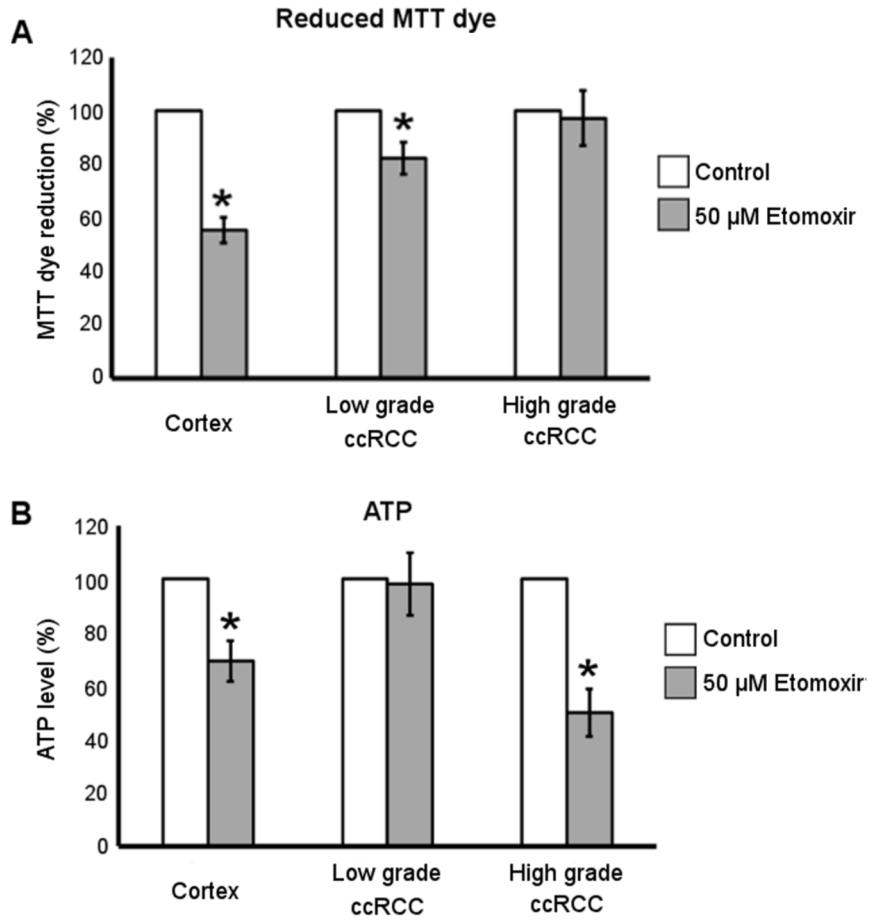 A
Reduced MTT dye
MTT dye reduction (%)
120
100
80
60
40
20
0
*
*
Cortex
Low grade
ccRCC
High grade
ccRCC
Control
50 µM Etomoxir
B
ATP
ATP level (%)
120
100
80
60
40
20
0
*
*
Cortex
Low grade
ccRCC
High grade
ccRCC
Control
50 µM Etomoxir